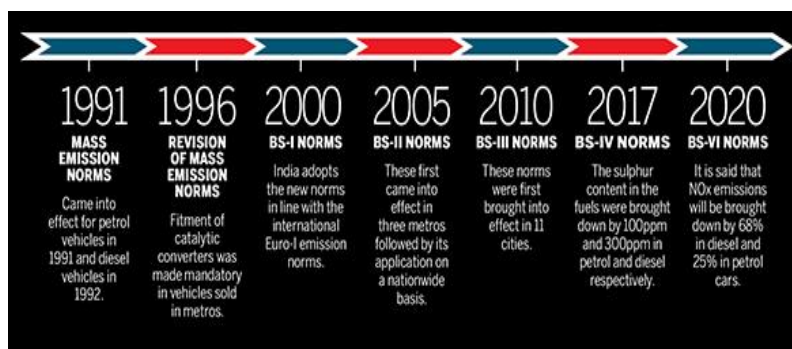 1991
MASS
EMISSION
NORMS
Came into
effect for petrol
vehicles in
1991 and diesel
vehicles in
1992.
1996
REVISION
OF MASS
EMISSION
NORMS
Fitment of
catalytic
converters was
made mandatory
in vehicles sold
in metros.
2000
BS-I NORMS
India adopts
the new norms
in line with the
international
Euro-I emission
norms.
2005
BS-II NORMS
These first
came into
effect in
three metros
followed by its
application on
a nationwide
basis.
2010
BS-III NORMS
These norms
were first
brought into
effect in 11
cities.
2017
BS-IV NORMS
The sulphur
content in the
fuels were brought
down by 100ppm
and 300ppm in
petrol and diesel
respectively.
2020
BS-VI NORMS
It is said that
NOx emissions
will be brought
down by 68%
in diesel and
25% in petrol
cars.